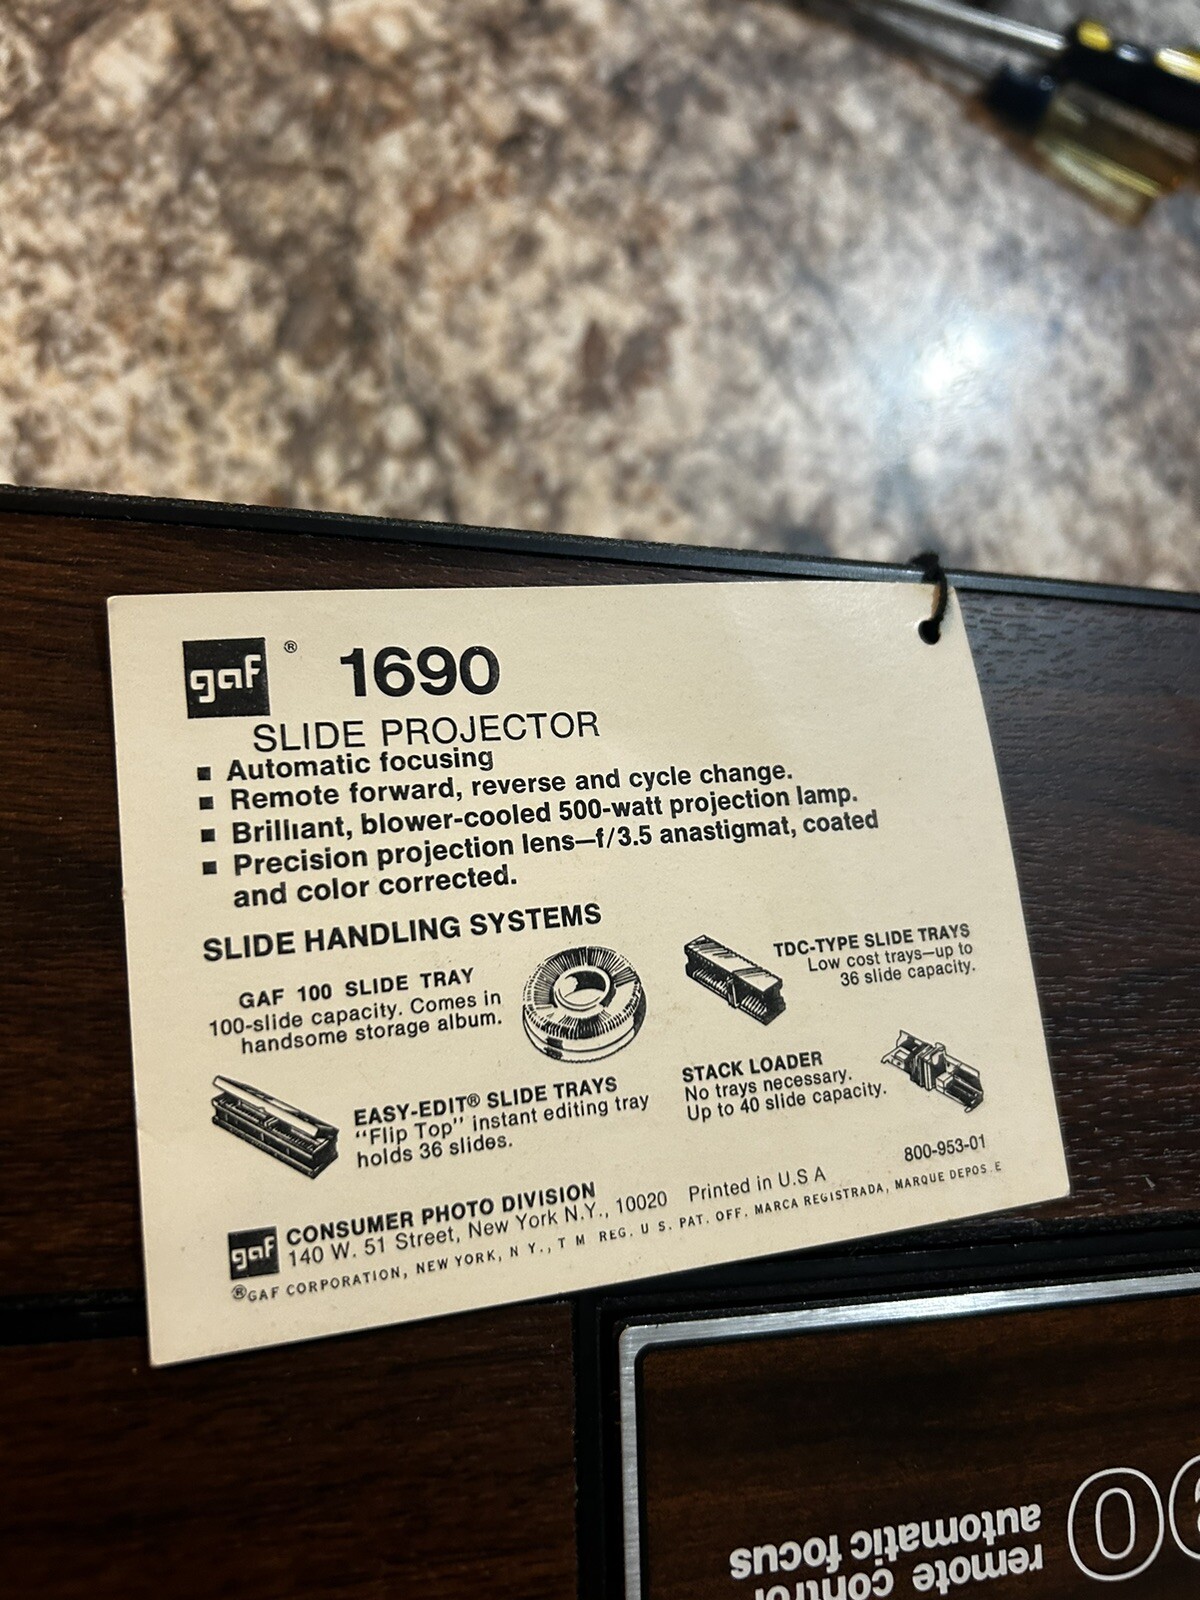 gaf ® 1690
SLIDE PROJECTOR
■ Automatic focusing
■ Remote forward, reverse and cycle change.
■ Brilliant, blower-cooled 500-watt projection lamp.
■ Precision projection lens—f/3.5 anastigmat, coated
and color corrected.
SLIDE HANDLING SYSTEMS
GAF 100 SLIDE TRAY
100-slide capacity. Comes in
handsome storage album.
TDC-TYPE SLIDE TRAYS
Low cost trays—up to
36 slide capacity.
EASY-EDIT® SLIDE TRAYS
"Flip Top" instant editing tray
holds 36 slides.
STACK LOADER
No trays necessary.
Up to 40 slide capacity.
800-953-01
gaf CONSUMER PHOTO DIVISION
140 W. 51 Street, New York N.Y., 10020 Printed in U.S A
®GAF CORPORATION, NEW YORK, N Y., T M REG. U S. PAT. OFF. MARCA REGISTRADA, MARQUE DEPOS E
remote control
automatic focus